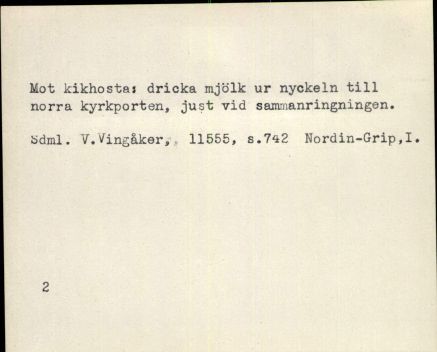 Mot kikhosta: dricka mjölk ur nyckeln till
norra kyrkporten, just vid sammanringningen.
Sdml. V.Vingåker, 11555, s.742 Nordin-Grip,I.
2